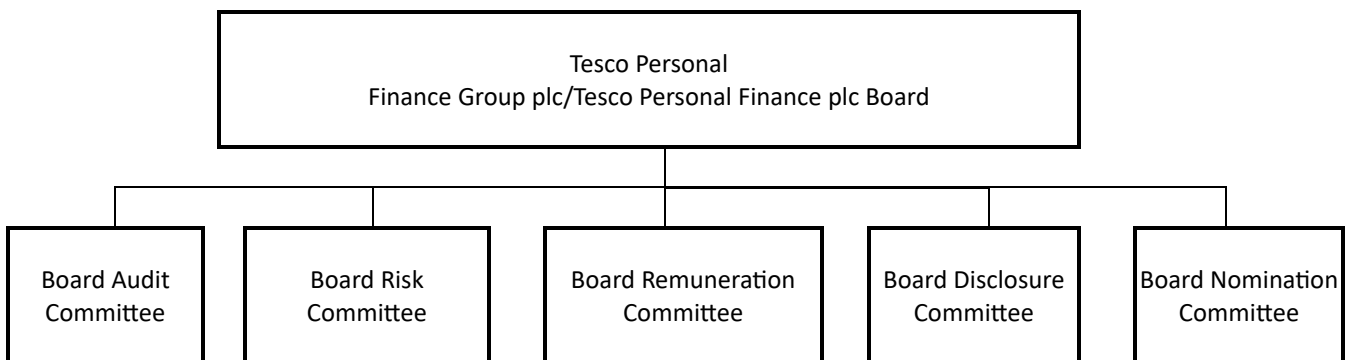 Tesco Personal
Finance Group plc/Tesco Personal Finance plc Board
Board Audit
Committee
Board Risk
Committee
Board Remuneration
Committee
Board Disclosure
Committee
Board Nomination
Committee